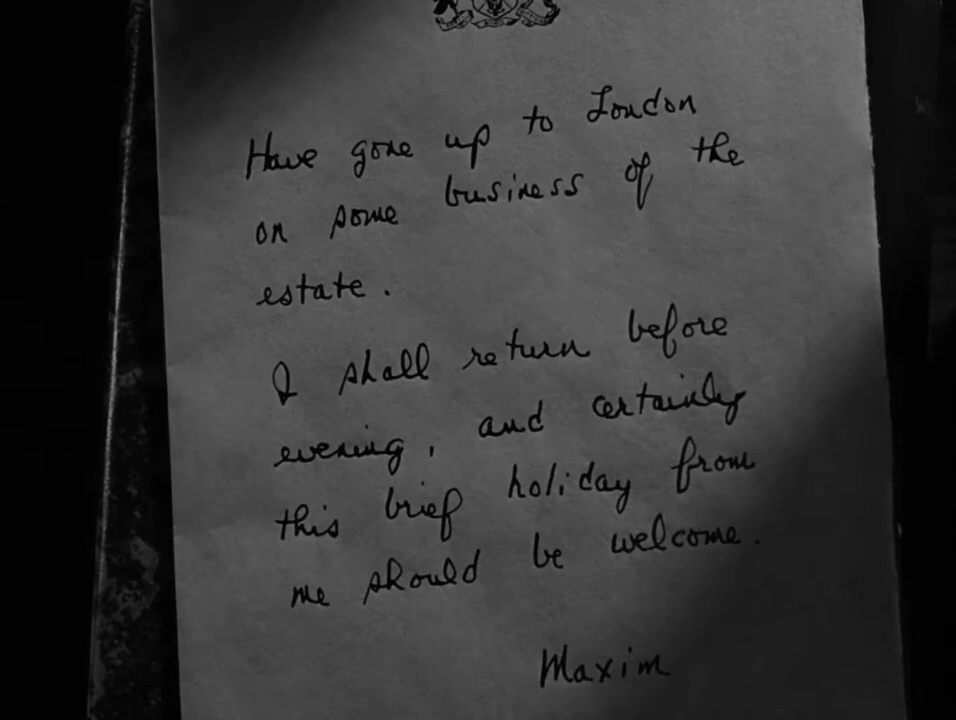 Have gone up to London
on some business of the
estate.
I shall return before
evening, and certainly
this brief holiday from
me should be welcome.
Maxim